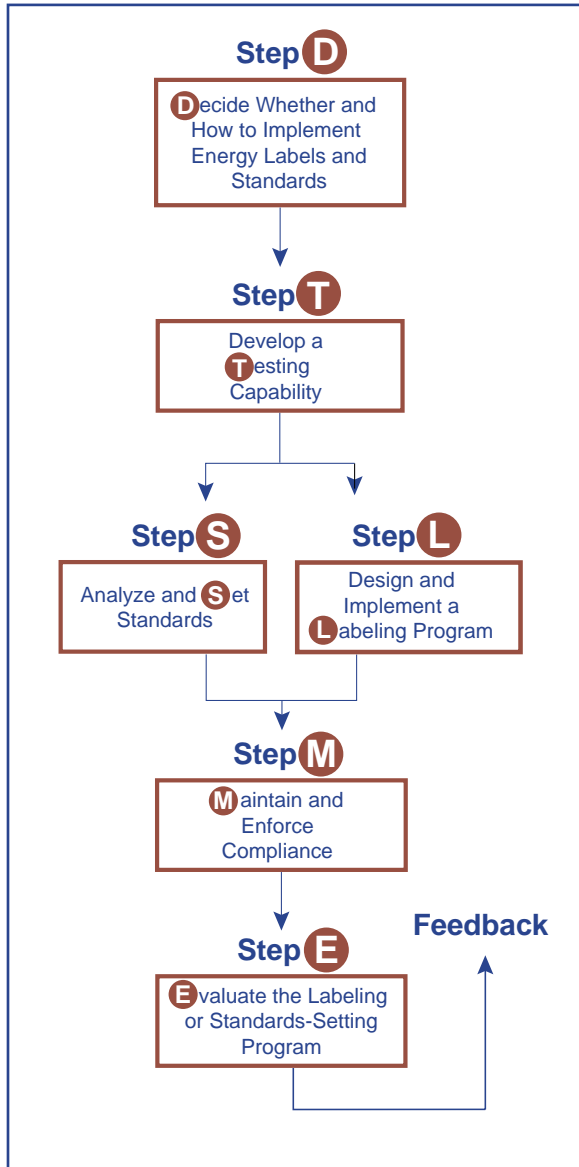 Step D
Decide Whether and
How to Implement
Energy Labels and
Standards
Step T
Develop a
Testing
Capability
Step S
Analyze and Set
Standards
Step L
Design and
Implement a
Labeling Program
Step M
Maintain and
Enforce
Compliance
Step E
Evaluate the Labeling
or Standards-Setting
Program
Feedback